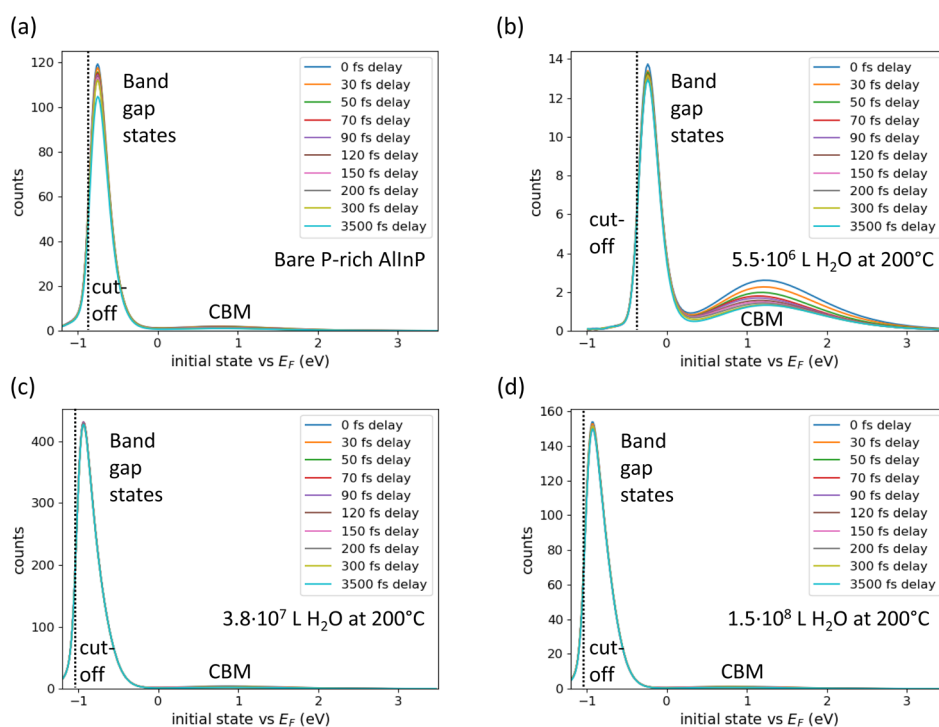 (a)
120
100
80
60
40
20
0
counts
Band
gap
states
0 fs delay
30 fs delay
50 fs delay
70 fs delay
90 fs delay
120 fs delay
150 fs delay
200 fs delay
300 fs delay
3500 fs delay
Bare P-rich AlInP
cut-
off
CBM
−1 0 1 2 3
initial state vs E_F (eV)
(b)
14
12
10
8
6
4
2
0
counts
Band
gap
states
0 fs delay
30 fs delay
50 fs delay
70 fs delay
90 fs delay
120 fs delay
150 fs delay
200 fs delay
300 fs delay
3500 fs delay
cut-
off
5.5·10⁶ L H₂O at 200°C
CBM
−1 0 1 2 3
initial state vs E_F (eV)
(c)
400
300
200
100
0
counts
Band
gap
states
0 fs delay
30 fs delay
50 fs delay
70 fs delay
90 fs delay
120 fs delay
150 fs delay
200 fs delay
300 fs delay
3500 fs delay
3.8·10⁷ L H₂O at 200°C
cut-
off
CBM
−1 0 1 2 3
initial state vs E_F (eV)
(d)
160
140
120
100
80
60
40
20
0
counts
Band
gap
states
0 fs delay
30 fs delay
50 fs delay
70 fs delay
90 fs delay
120 fs delay
150 fs delay
200 fs delay
300 fs delay
3500 fs delay
1.5·10⁸ L H₂O at 200°C
cut-
off
CBM
−1 0 1 2 3
initial state vs E_F (eV)